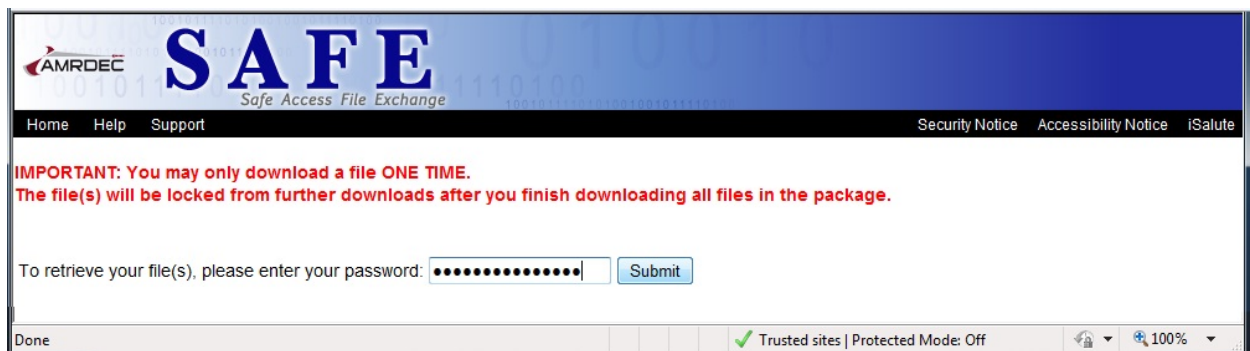 AMRDEC
SAFE
Safe Access File Exchange
Home Help Support Security Notice Accessibility Notice iSalute
IMPORTANT: You may only download a file ONE TIME.
The file(s) will be locked from further downloads after you finish downloading all files in the package.
To retrieve your file(s), please enter your password: ●●●●●●●●●●●●●●● Submit
Done Trusted sites | Protected Mode: Off 100%